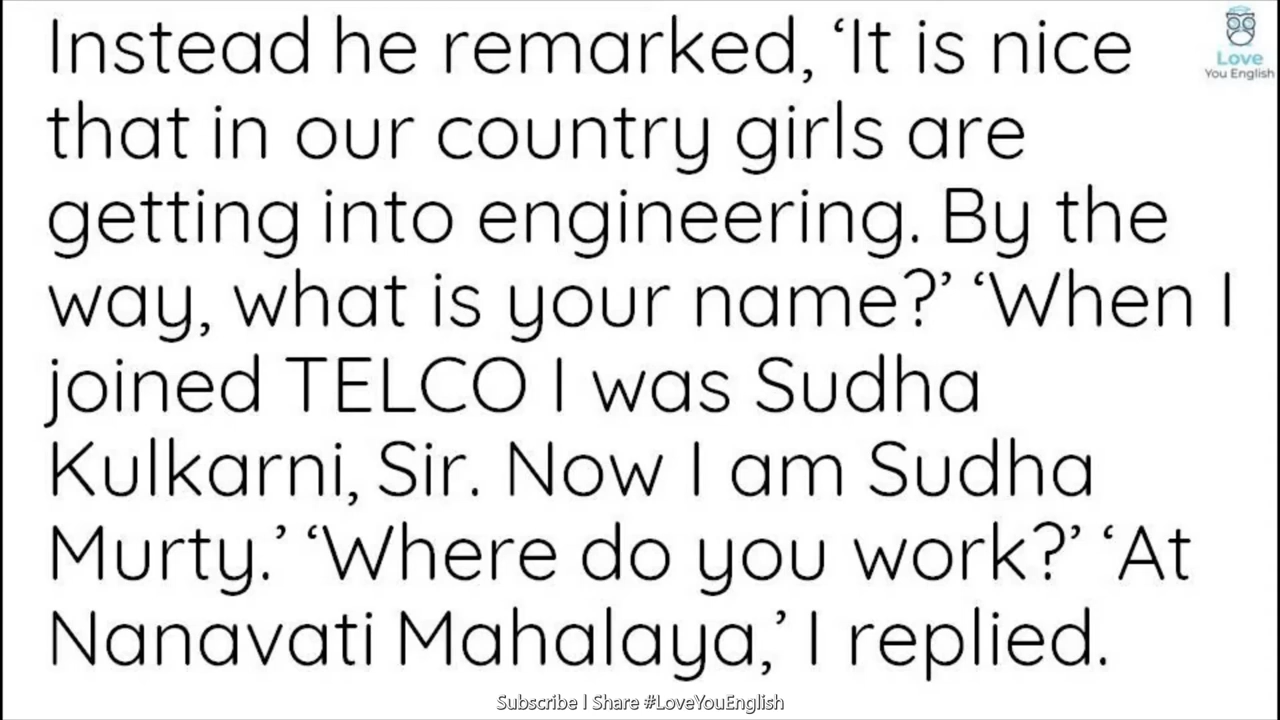 Instead he remarked, ‘It is nice
that in our country girls are
getting into engineering. By the
way, what is your name?’ ‘When I
joined TELCO I was Sudha
Kulkarni, Sir. Now I am Sudha
Murty.’ ‘Where do you work?’ ‘At
Nanavati Mahalaya,’ I replied.
Love
You English
Subscribe | Share #LoveYouEnglish